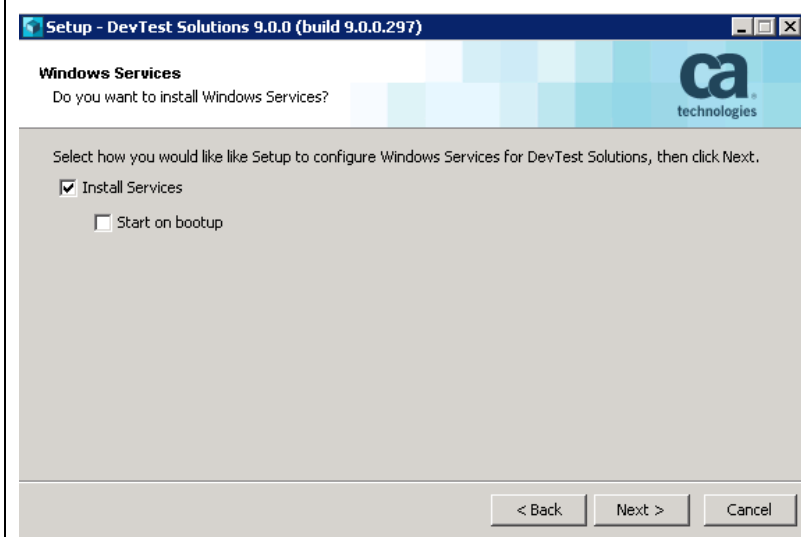 Setup - DevTest Solutions 9.0.0 (build 9.0.0.297)
Windows Services
Do you want to install Windows Services?
ca
technologies
Select how you would like like Setup to configure Windows Services for DevTest Solutions, then click Next.
Install Services
Start on bootup
< Back Next > Cancel